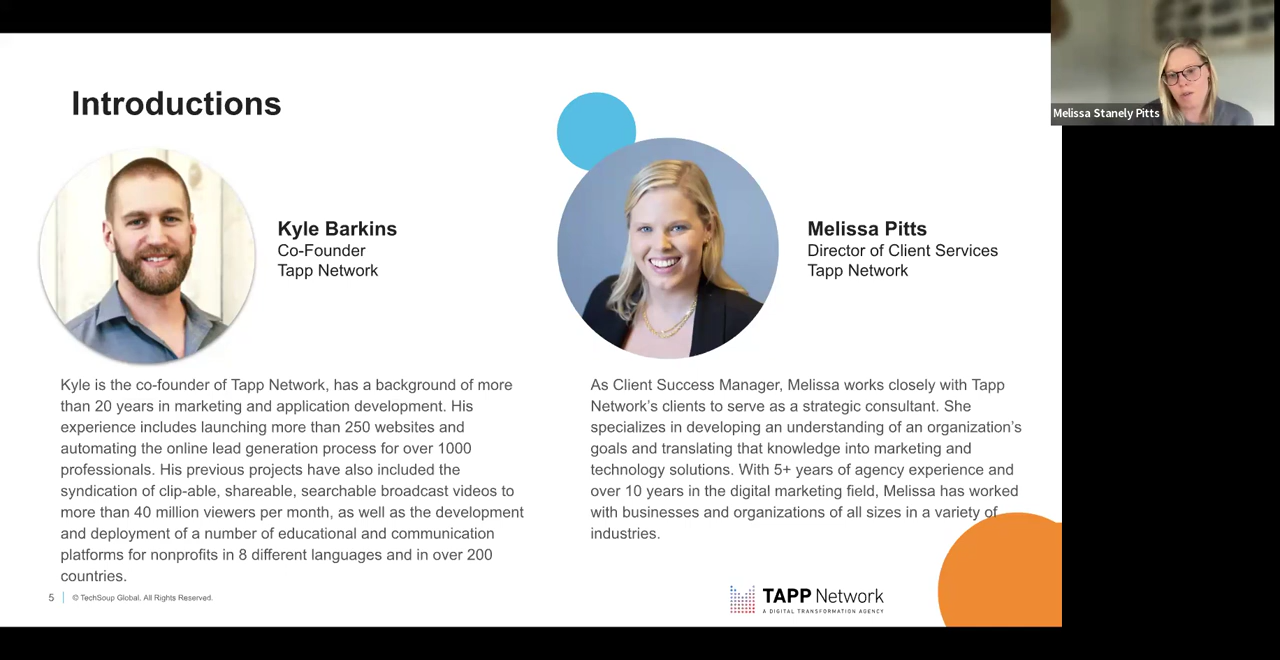 Introductions
Kyle Barkins
Co-Founder
Tapp Network
Kyle is the co-founder of Tapp Network, has a background of more
than 20 years in marketing and application development. His
experience includes launching more than 250 websites and
automating the online lead generation process for over 1000
professionals. His previous projects have also included the
syndication of clip-able, shareable, searchable broadcast videos to
more than 40 million viewers per month, as well as the development
and deployment of a number of educational and communication
platforms for nonprofits in 8 different languages and in over 200
countries.
Melissa Pitts
Director of Client Services
Tapp Network
As Client Success Manager, Melissa works closely with Tapp
Network’s clients to serve as a strategic consultant. She
specializes in developing an understanding of an organization’s
goals and translating that knowledge into marketing and
technology solutions. With 5+ years of agency experience and
over 10 years in the digital marketing field, Melissa has worked
with businesses and organizations of all sizes in a variety of
industries.
5 | © TechSoup Global. All Rights Reserved.
TAPP Network
A DIGITAL TRANSFORMATION AGENCY
Melissa Stanely Pitts